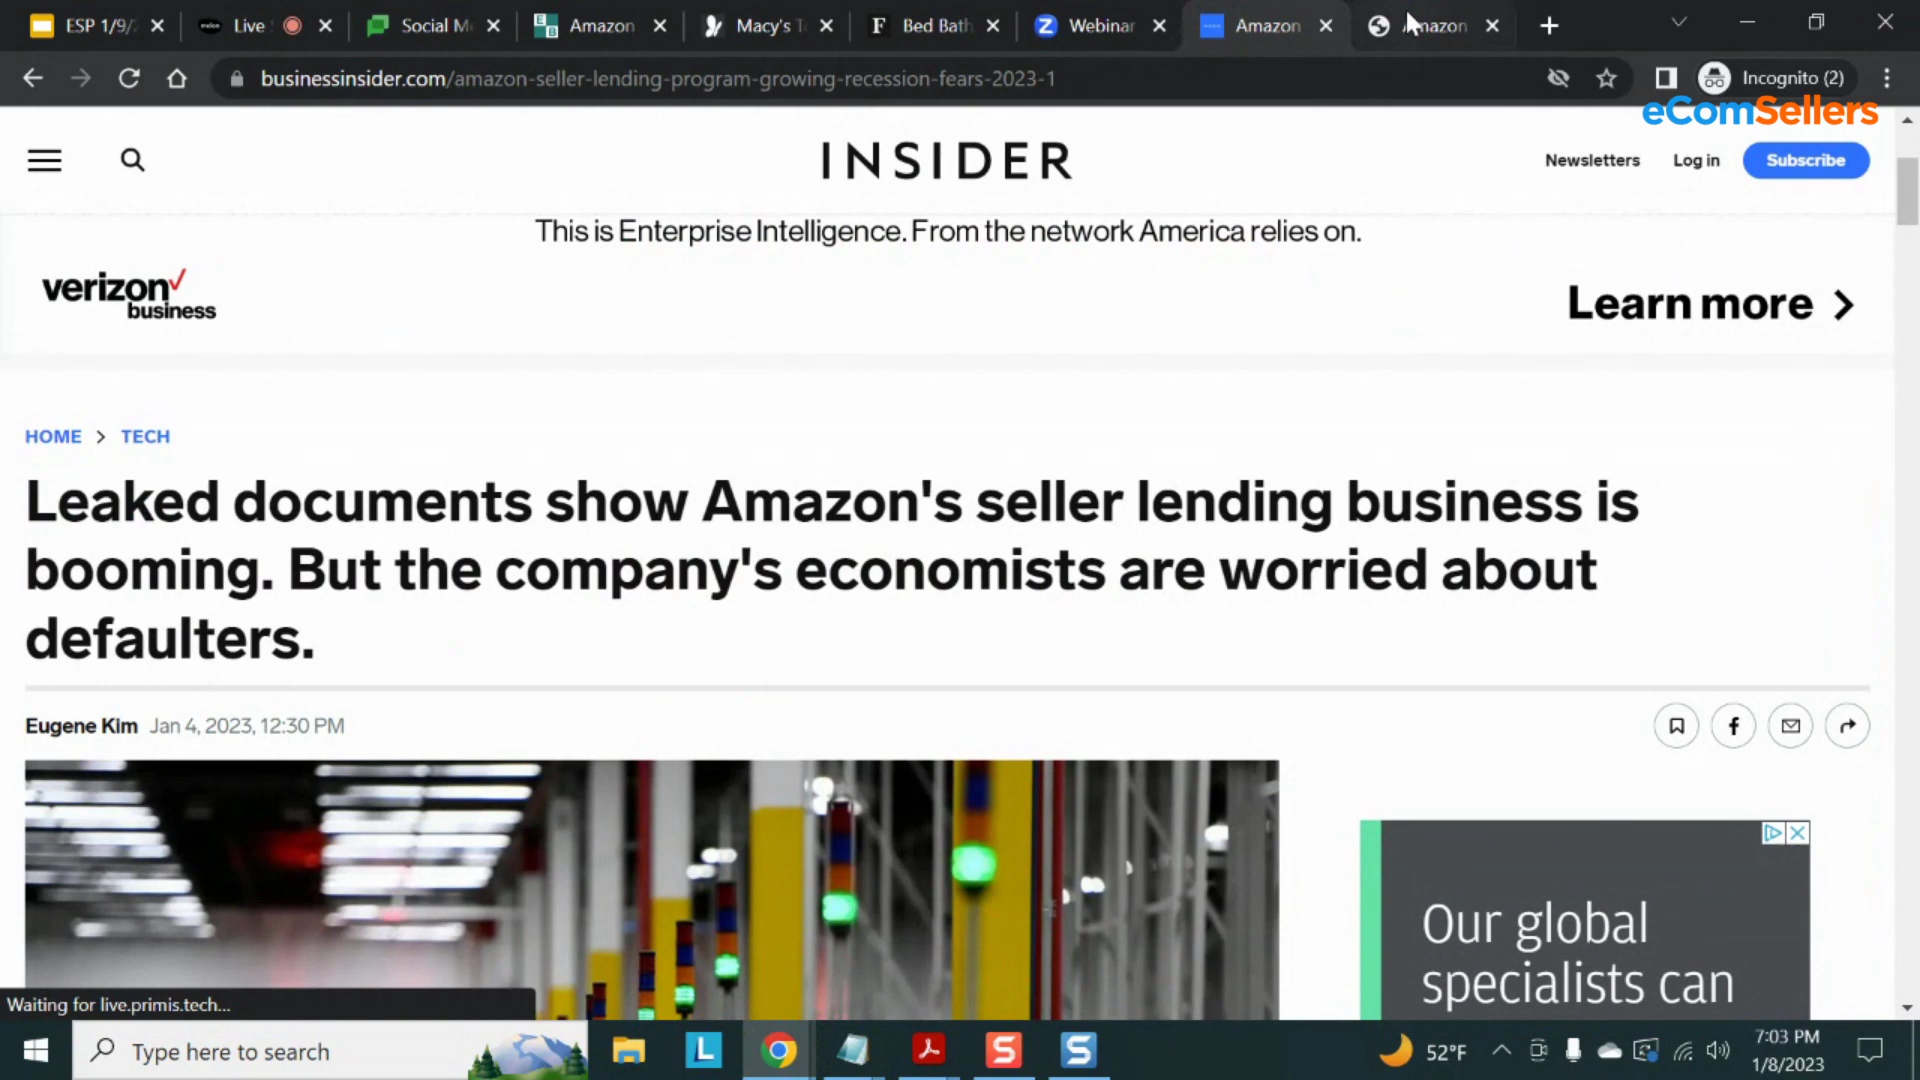 ESP 1/9/
Live
Social M
Amazon
Macy's T
Bed Bath
Webinar
Amazon
Amazon
businessinsider.com/amazon-seller-lending-program-growing-recession-fears-2023-1
Incognito (2)
eComSellers
INSIDER
Newsletters
Log in
Subscribe
This is Enterprise Intelligence. From the network America relies on.
verizon
business
Learn more
HOME > TECH
Leaked documents show Amazon's seller lending business is
booming. But the company's economists are worried about
defaulters.
Eugene Kim Jan 4, 2023, 12:30 PM
Our global
specialists can
Waiting for live.primis.tech...
Type here to search
52°F
7:03 PM
1/8/2023